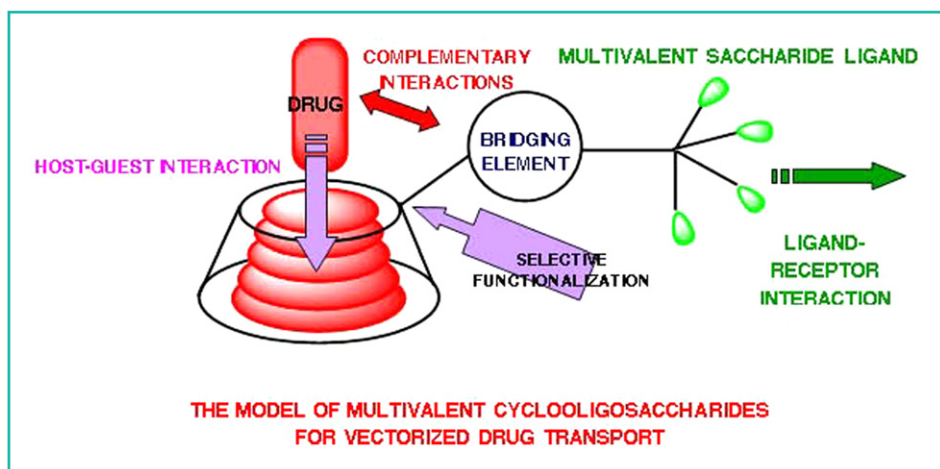 COMPLEMENTARY
INTERACTIONS
MULTIVALENT SACCHARIDE LIGAND
DRUG
BRIDGING
ELEMENT
HOST-GUEST INTERACTION
SELECTIVE
FUNCTIONALIZATION
LIGAND-
RECEPTOR
INTERACTION
THE MODEL OF MULTIVALENT CYCLOOLIGOSACCHARIDES
FOR VECTORIZED DRUG TRANSPORT